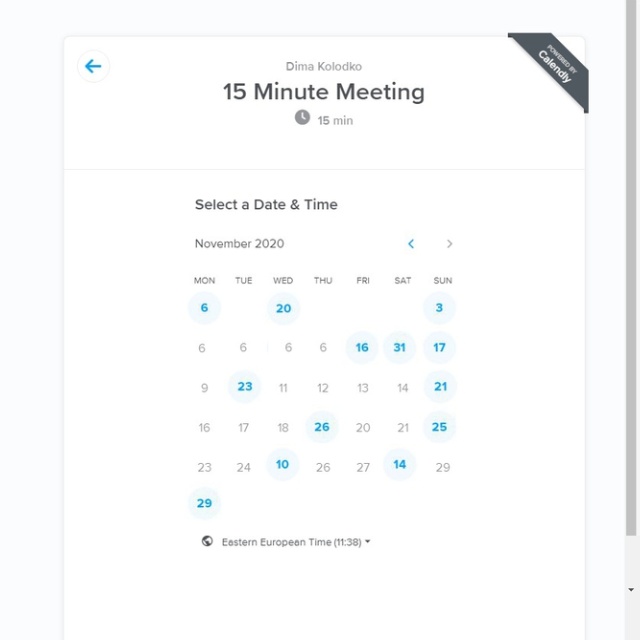 Dima Kolodko
POWERED BY
Calendly
15 Minute Meeting
15 min
Select a Date & Time
November 2020
MON TUE WED THU FRI SAT SUN
6 20 3
6 6 6 6 16 31 17
9 23 11 12 13 14 21
16 17 18 26 20 21 25
23 24 10 26 27 14 29
29
Eastern European Time (11:38)